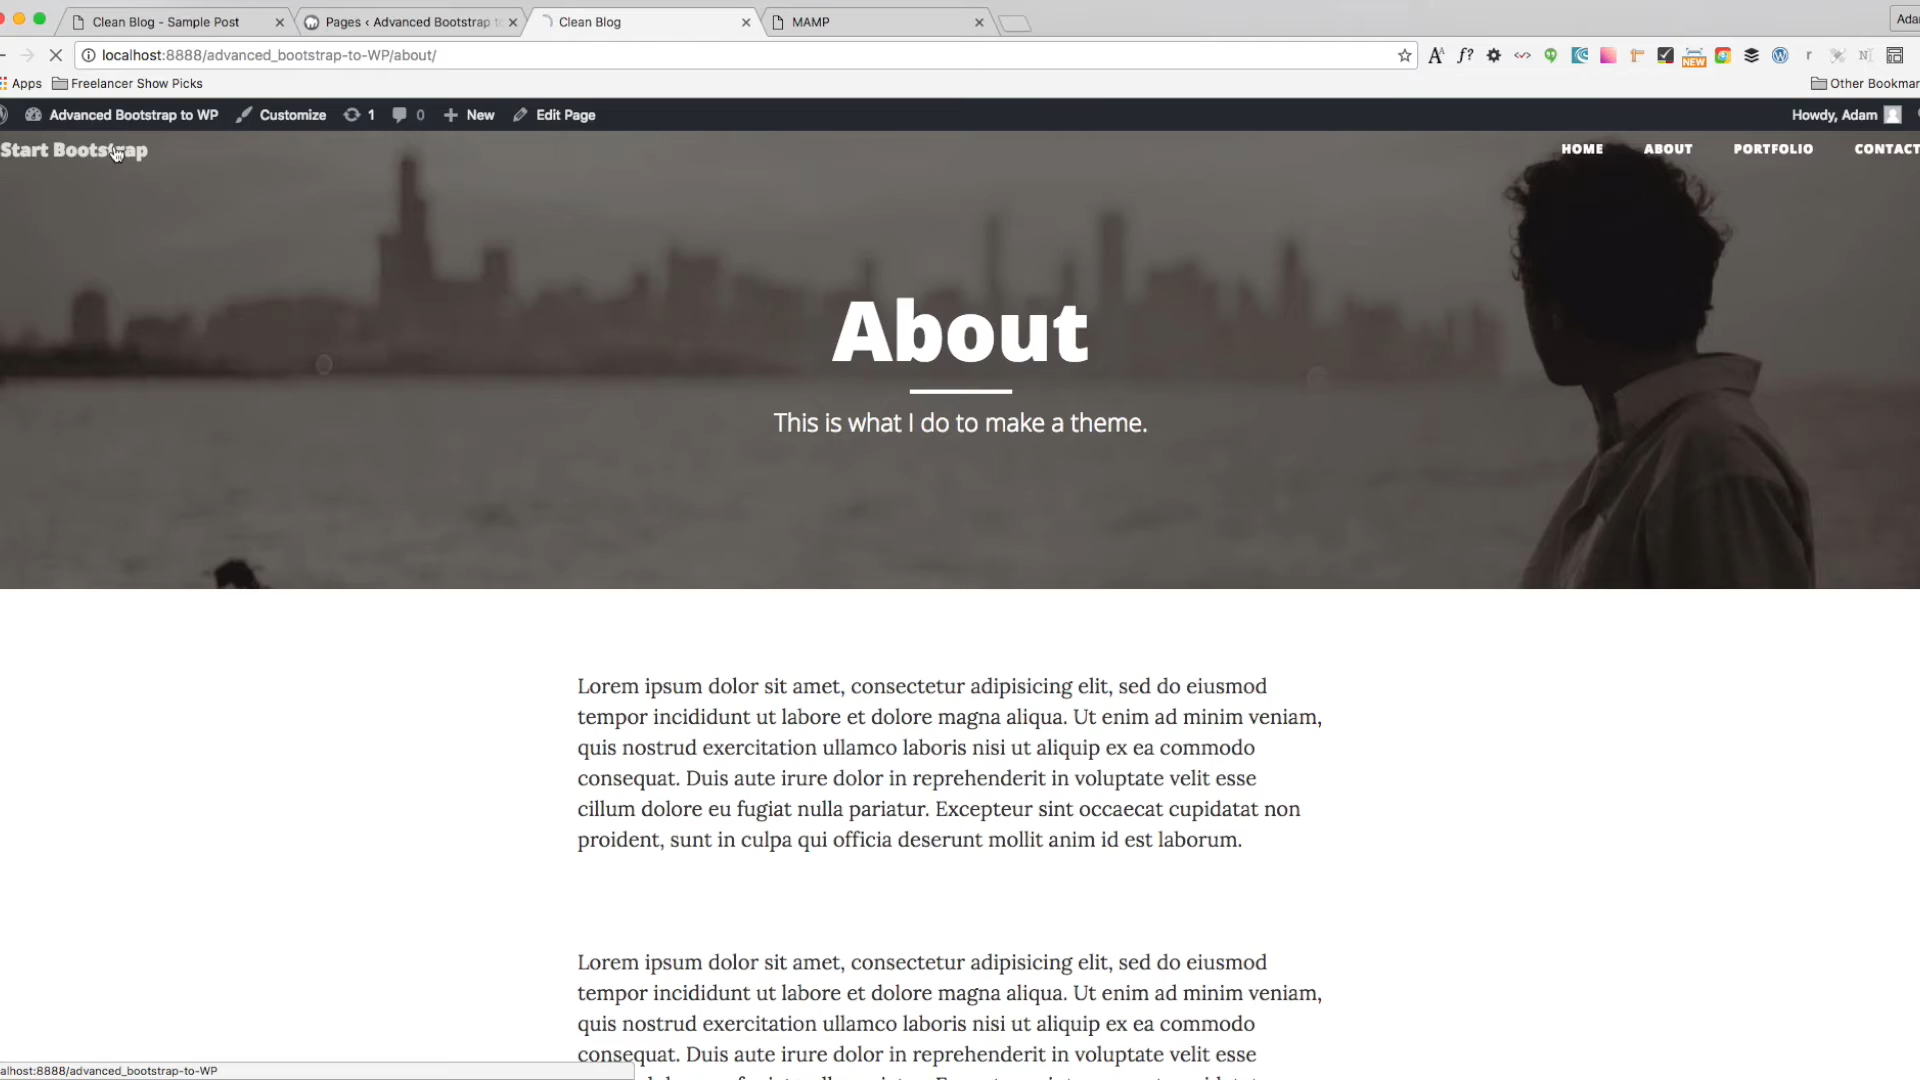 Clean Blog - Sample Post
Pages ‹ Advanced Bootstrap to
Clean Blog
MAMP
Ada
localhost:8888/advanced_bootstrap-to-WP/about/
NEW
Apps
Freelancer Show Picks
Other Bookmar
Advanced Bootstrap to WP
Customize
1
0
New
Edit Page
Howdy, Adam
Start Bootstrap
HOME
ABOUT
PORTFOLIO
CONTACT
About
This is what I do to make a theme.
Lorem ipsum dolor sit amet, consectetur adipisicing elit, sed do eiusmod
tempor incididunt ut labore et dolore magna aliqua. Ut enim ad minim veniam,
quis nostrud exercitation ullamco laboris nisi ut aliquip ex ea commodo
consequat. Duis aute irure dolor in reprehenderit in voluptate velit esse
cillum dolore eu fugiat nulla pariatur. Excepteur sint occaecat cupidatat non
proident, sunt in culpa qui officia deserunt mollit anim id est laborum.
Lorem ipsum dolor sit amet, consectetur adipisicing elit, sed do eiusmod
tempor incididunt ut labore et dolore magna aliqua. Ut enim ad minim veniam,
quis nostrud exercitation ullamco laboris nisi ut aliquip ex ea commodo
consequat. Duis aute irure dolor in reprehenderit in voluptate velit esse
alhost:8888/advanced_bootstrap-to-WP